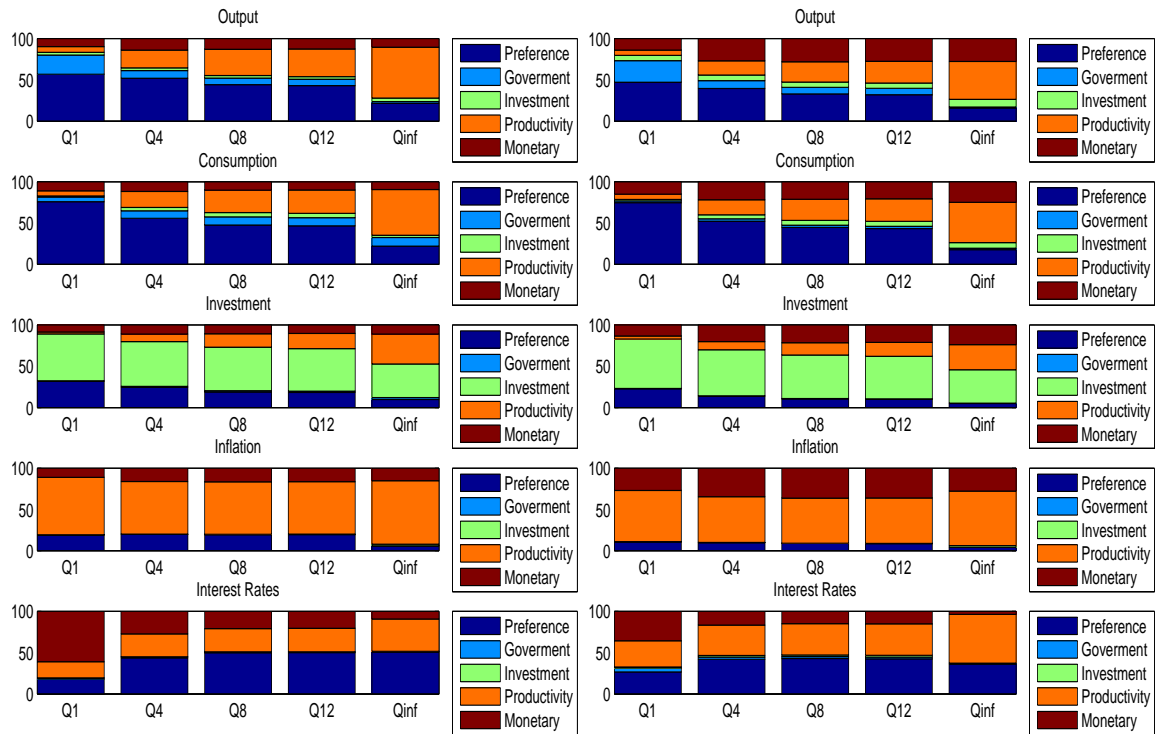 Output
100
50
0
Q1 Q4 Q8 Q12 Qinf
Preference
Goverment
Investment
Productivity
Monetary
Consumption
100
50
0
Q1 Q4 Q8 Q12 Qinf
Preference
Goverment
Investment
Productivity
Monetary
Investment
100
50
0
Q1 Q4 Q8 Q12 Qinf
Preference
Goverment
Investment
Productivity
Monetary
Inflation
100
50
0
Q1 Q4 Q8 Q12 Qinf
Preference
Goverment
Investment
Productivity
Monetary
Interest Rates
100
50
0
Q1 Q4 Q8 Q12 Qinf
Preference
Goverment
Investment
Productivity
Monetary
Output
100
50
0
Q1 Q4 Q8 Q12 Qinf
Preference
Goverment
Investment
Productivity
Monetary
Consumption
100
50
0
Q1 Q4 Q8 Q12 Qinf
Preference
Goverment
Investment
Productivity
Monetary
Investment
100
50
0
Q1 Q4 Q8 Q12 Qinf
Preference
Goverment
Investment
Productivity
Monetary
Inflation
100
50
0
Q1 Q4 Q8 Q12 Qinf
Preference
Goverment
Investment
Productivity
Monetary
Interest Rates
100
50
0
Q1 Q4 Q8 Q12 Qinf
Preference
Goverment
Investment
Productivity
Monetary